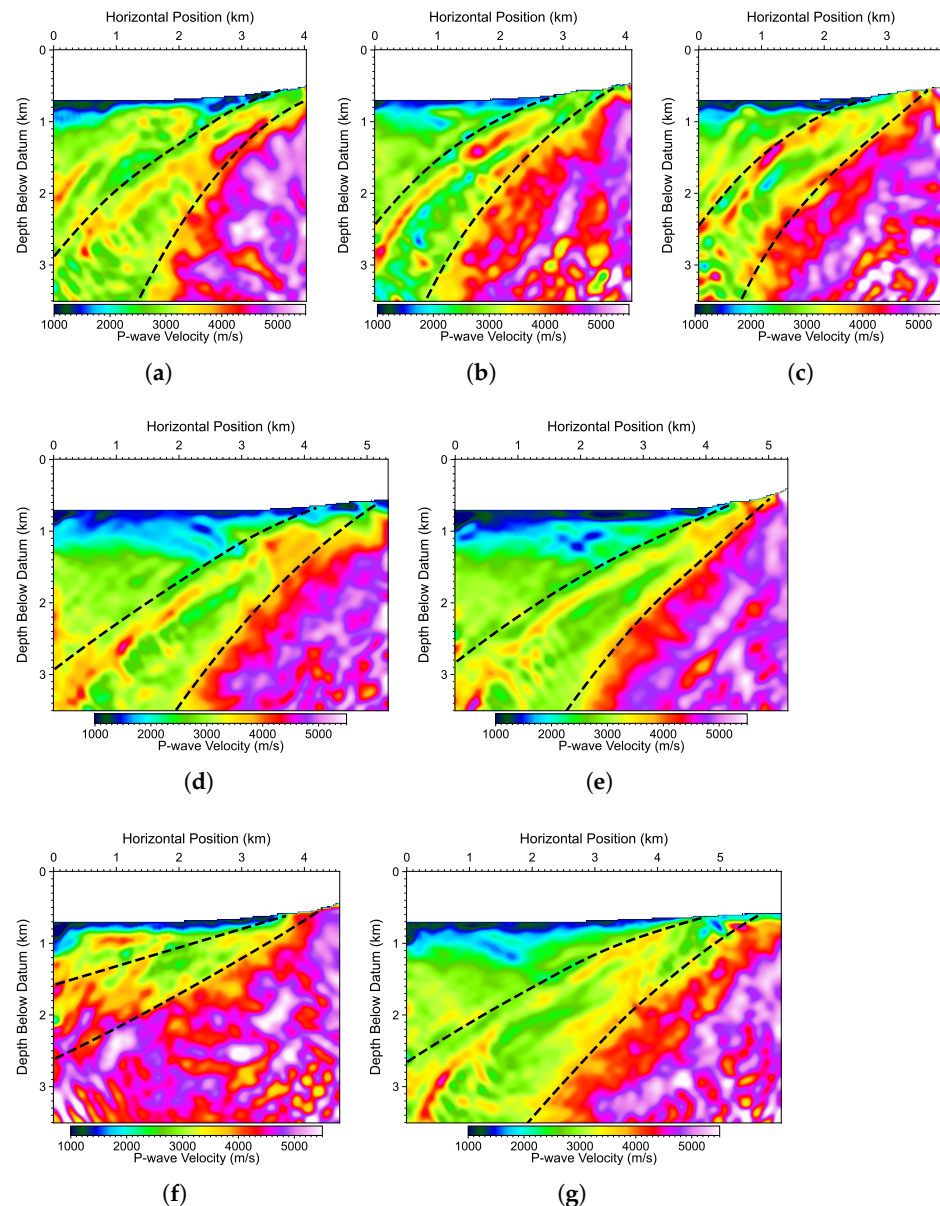 Horizontal Position (km)
0 1 2 3 4
Depth Below Datum (km)
0
1
2
3
1000 2000 3000 4000 5000
P-wave Velocity (m/s)
(a)
Horizontal Position (km)
0 1 2 3 4
Depth Below Datum (km)
0
1
2
3
1000 2000 3000 4000 5000
P-wave Velocity (m/s)
(b)
Horizontal Position (km)
0 1 2 3
Depth Below Datum (km)
0
1
2
3
1000 2000 3000 4000 5000
P-wave Velocity (m/s)
(c)
Horizontal Position (km)
0 1 2 3 4 5
Depth Below Datum (km)
0
1
2
3
1000 2000 3000 4000 5000
P-wave Velocity (m/s)
(d)
Horizontal Position (km)
0 1 2 3 4 5
Depth Below Datum (km)
0
1
2
3
1000 2000 3000 4000 5000
P-wave Velocity (m/s)
(e)
Horizontal Position (km)
0 1 2 3 4
Depth Below Datum (km)
0
1
2
3
1000 2000 3000 4000 5000
P-wave Velocity (m/s)
(f)
Horizontal Position (km)
0 1 2 3 4 5
Depth Below Datum (km)
0
1
2
3
1000 2000 3000 4000 5000
P-wave Velocity (m/s)
(g)